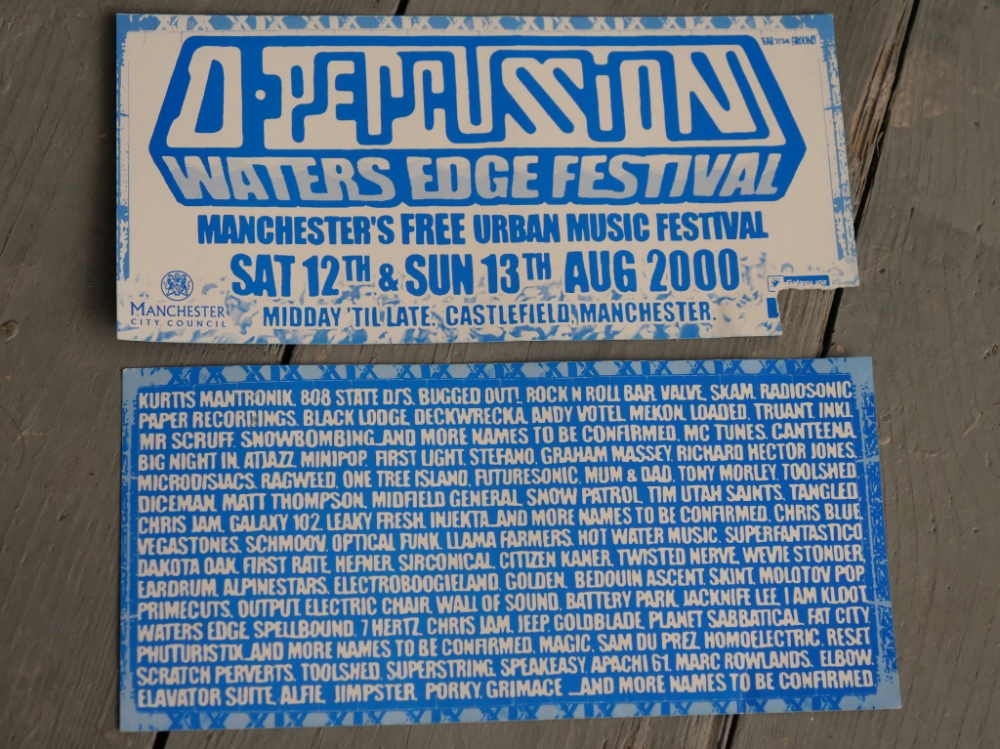 EAR TO THE GROUND
D·PERCUSSION
WATERS EDGE FESTIVAL
MANCHESTER'S FREE URBAN MUSIC FESTIVAL
SAT 12TH & SUN 13TH AUG 2000
Galaxy 102
MANCHESTER
CITY COUNCIL
MIDDAY 'TIL LATE. CASTLEFIELD, MANCHESTER.
KURTIS MANTRONIK. 808 STATE DJ'S. BUGGED OUT!. ROCK N ROLL BAR. VALVE. SKAM. RADIOSONIC
PAPER RECORDINGS. BLACK LODGE. DECKWRECKA. ANDY VOTEL. MEKON. LOADED. TRUANT. INKI.
MR SCRUFF. SNOWBOMBING...AND MORE NAMES TO BE CONFIRMED. MC TUNES. CANTEENA.
BIG NIGHT IN. ATJAZZ. MINIPOP. FIRST LIGHT. STEFANO. GRAHAM MASSEY. RICHARD HECTOR JONES.
MICRODISIACS. RAGWEED. ONE TREE ISLAND. FUTURESONIC. MUM & DAD. TONY MORLEY. TOOLSHED.
DICEMAN. MATT THOMPSON. MIDFIELD GENERAL. SNOW PATROL. TIM UTAH SAINTS. TANGLED.
CHRIS JAM. GALAXY 102. LEAKY FRESH. INJEKTA...AND MORE NAMES TO BE CONFIRMED. CHRIS BLUE.
VEGASTONES. SCHMOOV. OPTICAL FUNK. LLAMA FARMERS. HOT WATER MUSIC. SUPERFANTASTICO.
DAKOTA OAK. FIRST RATE. HEFNER. SIRCONICAL. CITIZEN KANER. TWISTED NERVE. WEVIE STONDER.
EARDRUM. ALPINESTARS. ELECTROBOOGIELAND. GOLDEN. BEDOUIN ASCENT. SKINT. MOLOTOV POP.
PRIMECUTS. OUTPUT. ELECTRIC CHAIR. WALL OF SOUND. BATTERY PARK. JACKNIFE LEE. I AM KLOOT.
WATERS EDGE. SPELLBOUND. 7 HERTZ. CHRIS JAM. JEEP. GOLDBLADE. PLANET SABBATICAL. FAT CITY.
PHUTURISTIX...AND MORE NAMES TO BE CONFIRMED. MAGIC. SAM DU PREZ. HOMOELECTRIC. RESET
SCRATCH PERVERTS. TOOLSHED. SUPERSTRING. SPEAKEASY. APACHI 61. MARC ROWLANDS. ELBOW.
ELAVATOR SUITE. ALFIE. JIMPSTER. PORKY. GRIMACE ...AND MORE NAMES TO BE CONFIRMED.